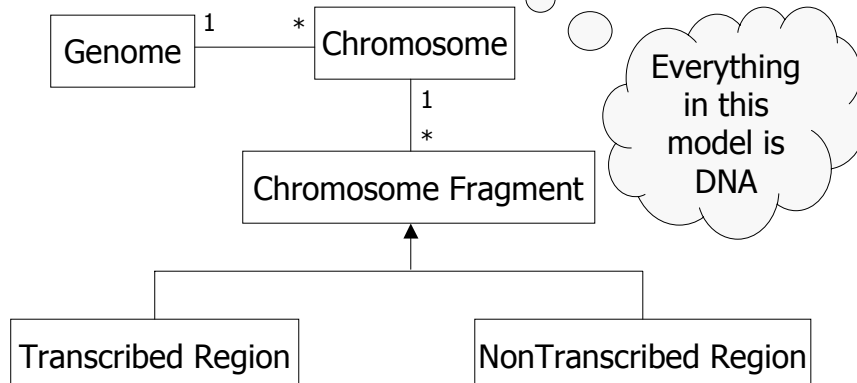 Genome
1
*
Chromosome
1
*
Chromosome Fragment
Everything
in this
model is
DNA
Transcribed Region
NonTranscribed Region